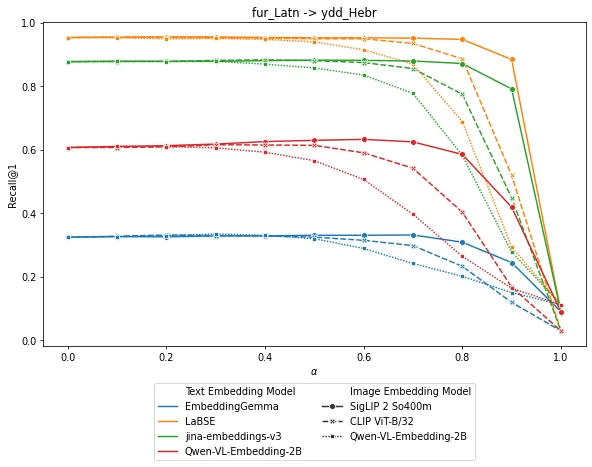 fur_Latn -> ydd_Hebr
1.0
0.8
0.6
0.4
0.2
0.0
Recall@1
0.0 0.2 0.4 0.6 0.8 1.0
α
Text Embedding Model Image Embedding Model
EmbeddingGemma SigLIP 2 So400m
LaBSE CLIP ViT-B/32
jina-embeddings-v3 Qwen-VL-Embedding-2B
Qwen-VL-Embedding-2B